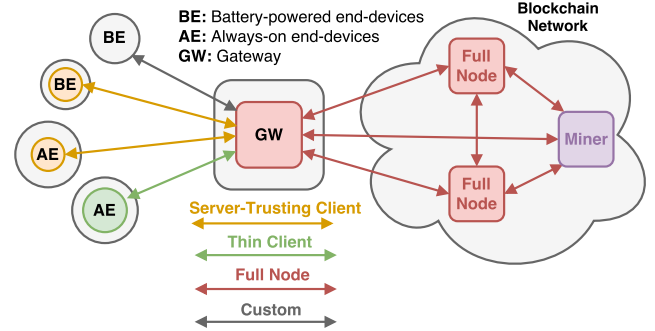 BE: Battery-powered end-devices
AE: Always-on end-devices
GW: Gateway
Blockchain
Network
BE
BE
AE
AE
GW
Full
Node
Miner
Full
Node
Server-Trusting Client
Thin Client
Full Node
Custom